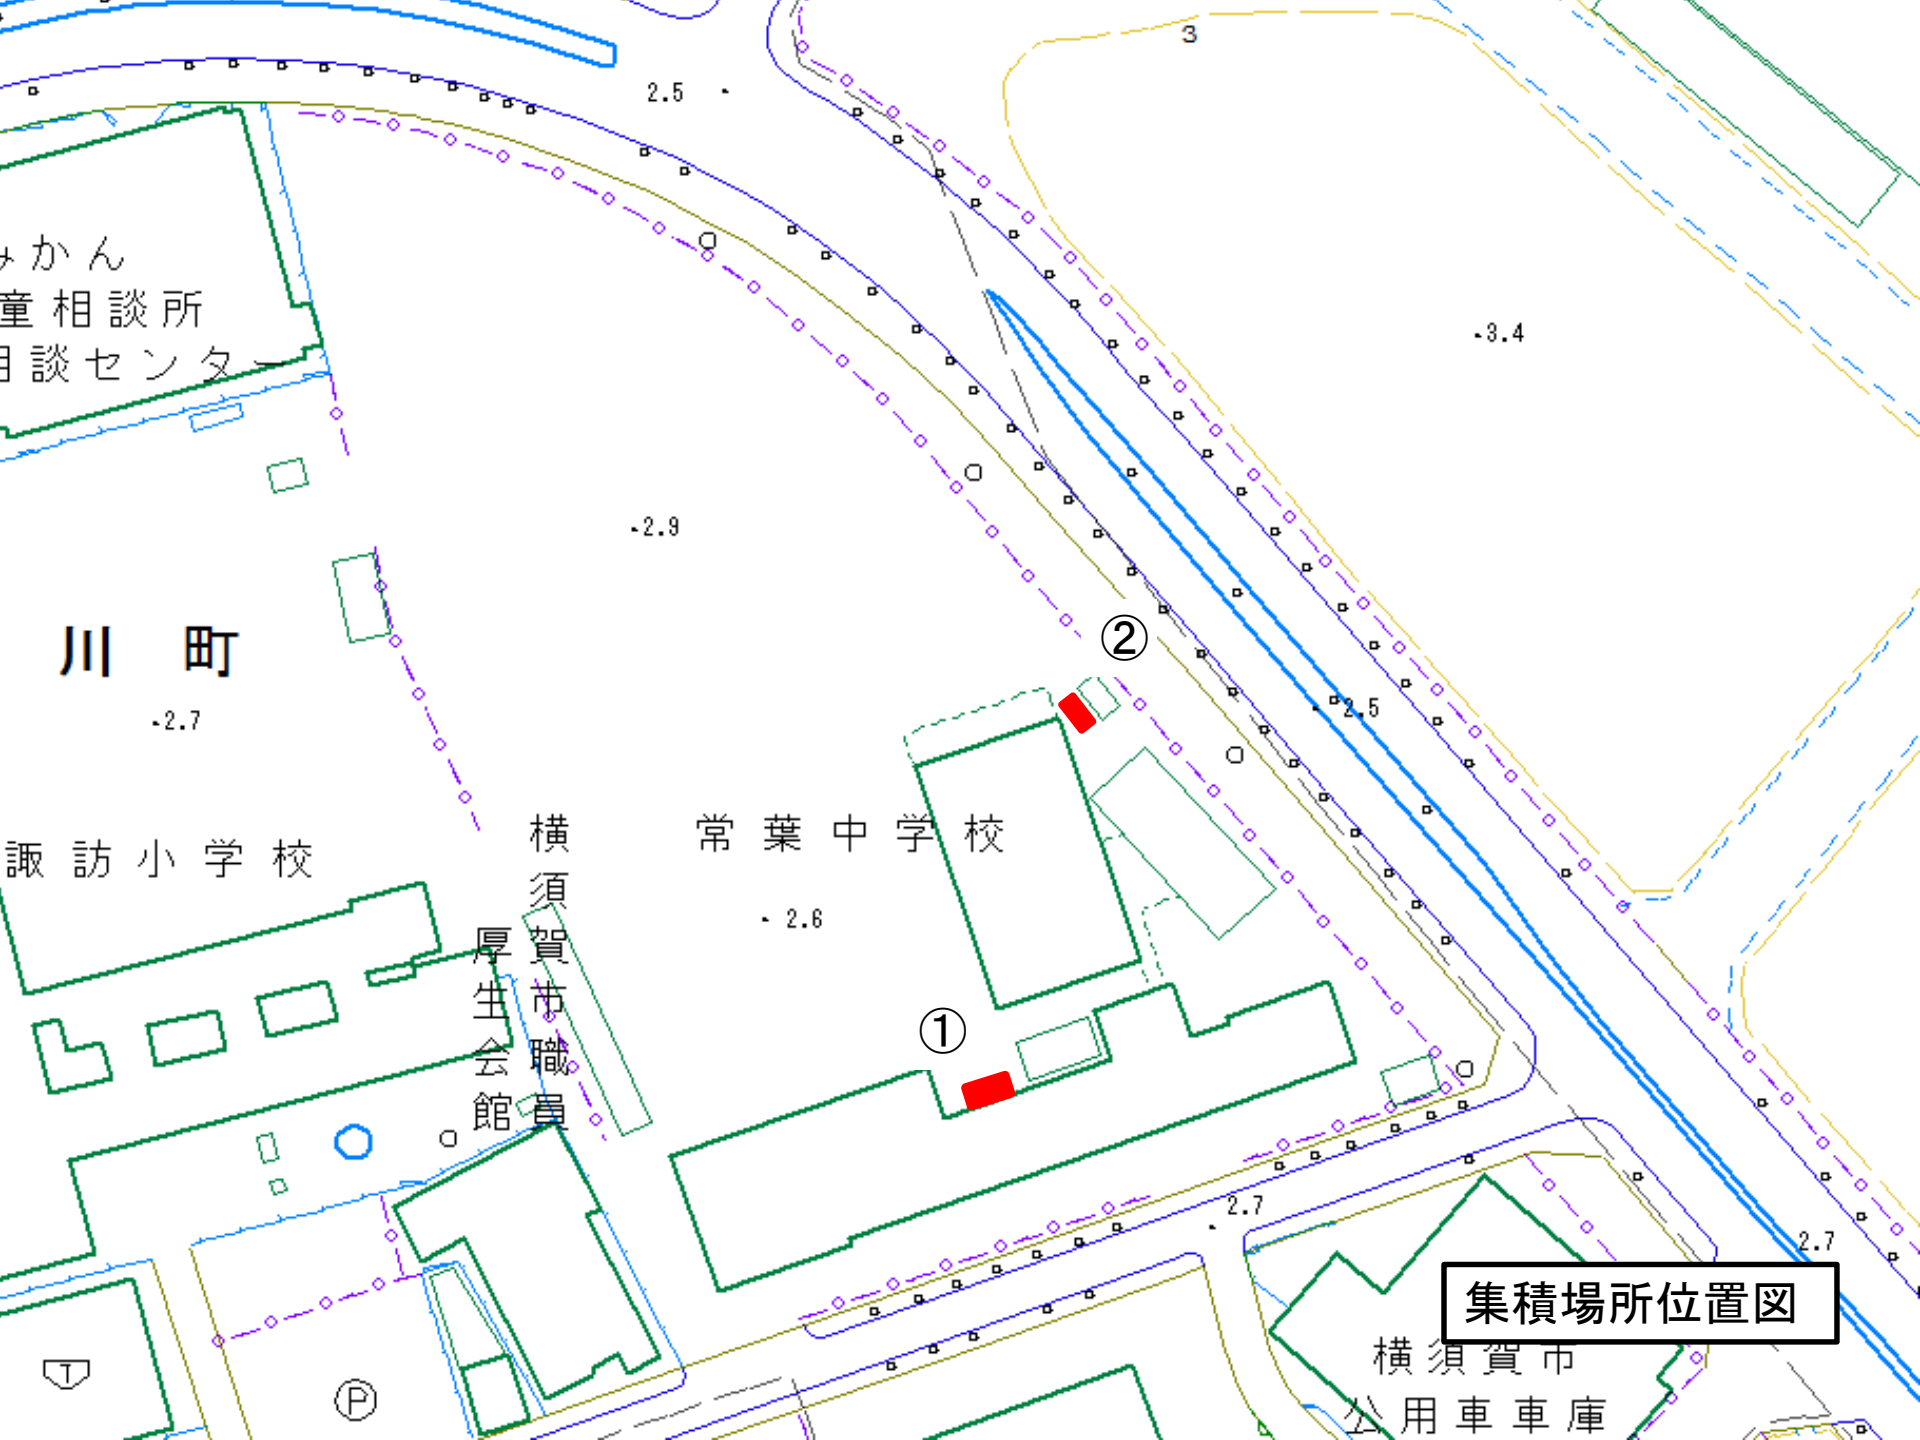 3
2.5
みかん
童相談所
相談センター
3.4
2.9
川町
②
2.7
2.5
常葉中学校
諏訪小学校
横須賀市職員
厚生会館
2.6
①
2.7
2.7
集積場所位置図
横須賀市
公用車車庫
T
P